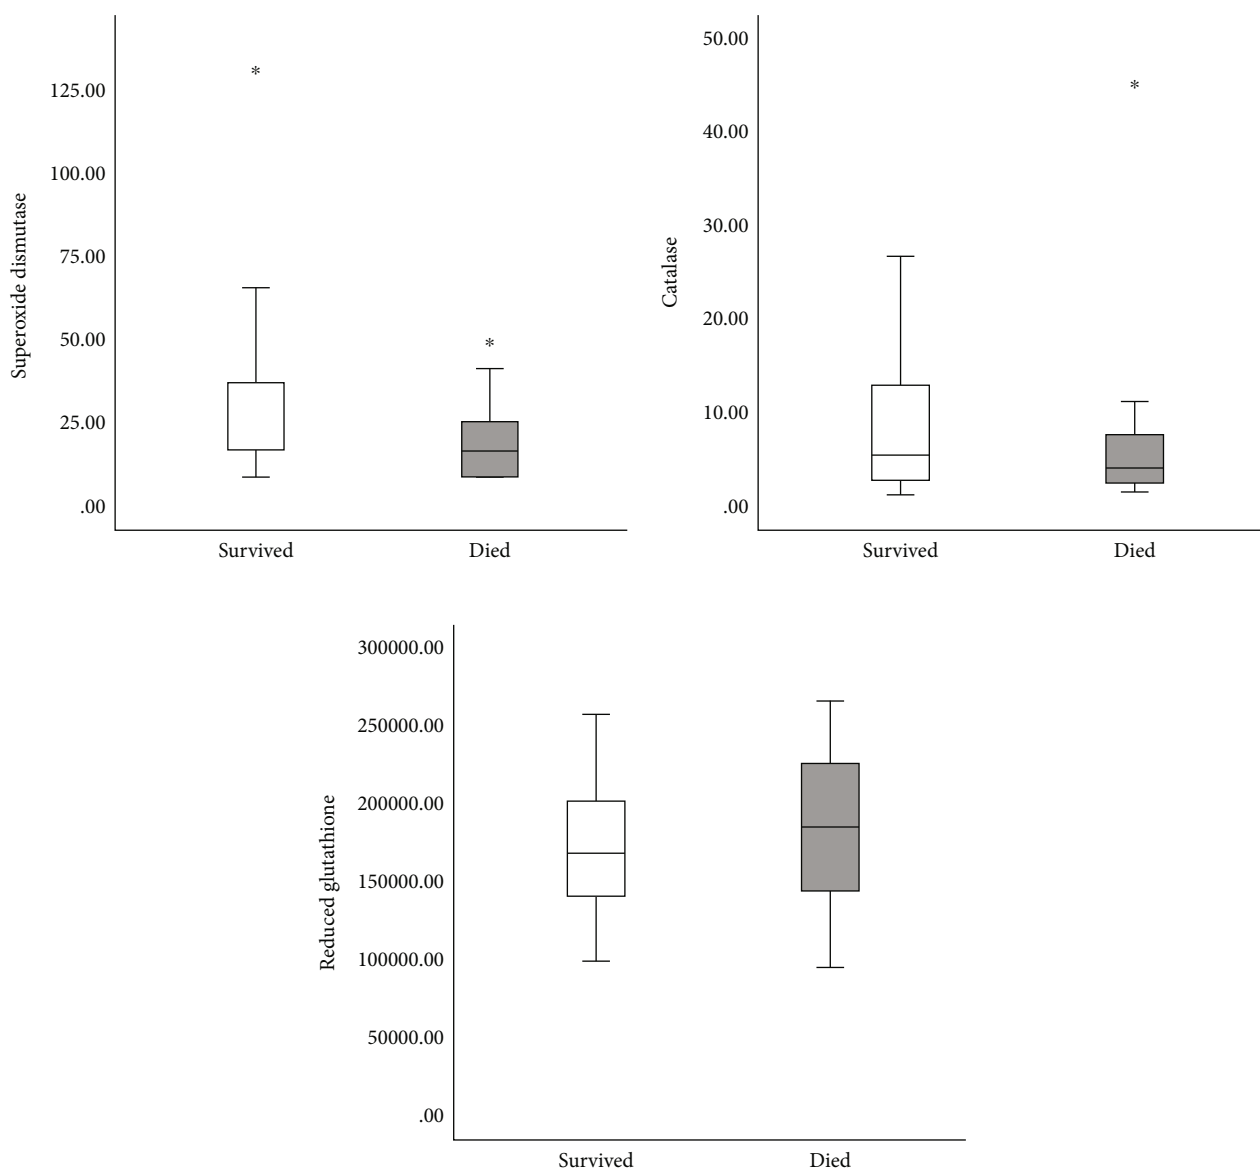 Superoxide dismutase
125.00
100.00
75.00
50.00
25.00
.00
*
*
Survived
Died
Catalase
50.00
40.00
30.00
20.00
10.00
.00
*
Survived
Died
Reduced glutathione
300000.00
250000.00
200000.00
150000.00
100000.00
50000.00
.00
Survived
Died